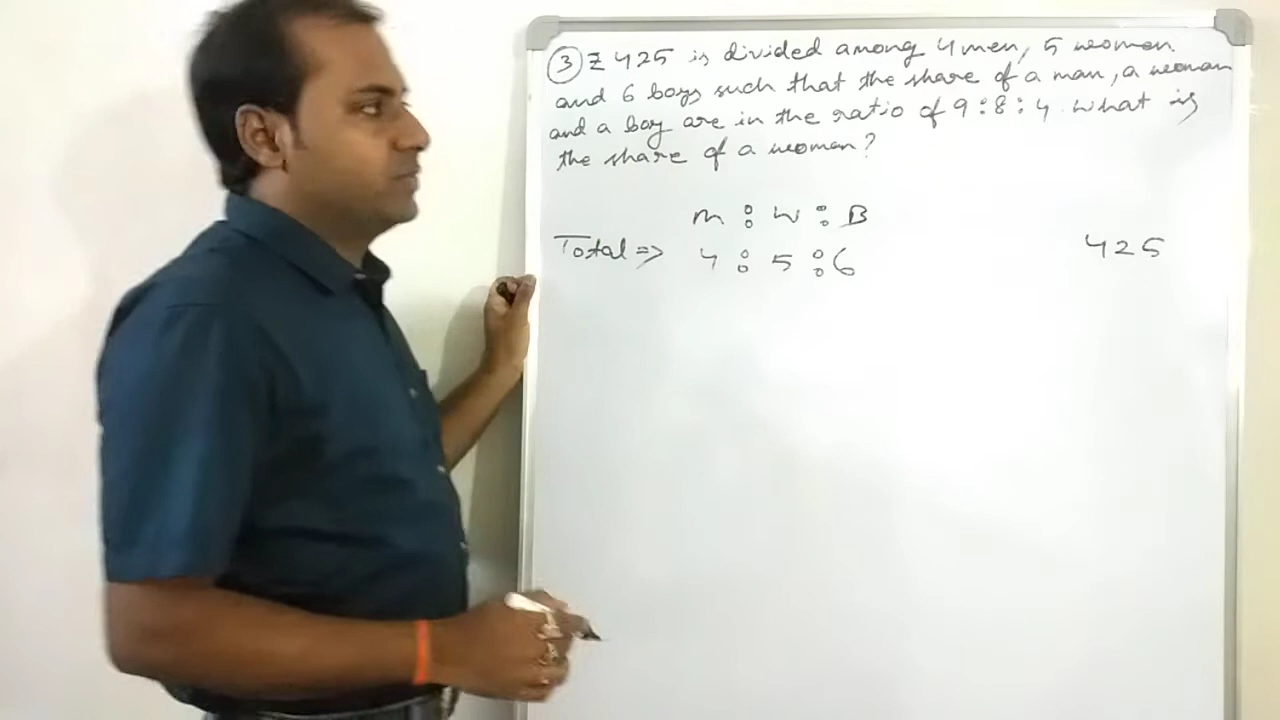 ③ ₹ 425 is divided among 4 men, 5 women
and 6 boys such that the share of a man, a woman
and a boy are in the ratio of 9:8:4. what is
the share of a woman?
M : W : B
Total => 4 : 5 : 6 425